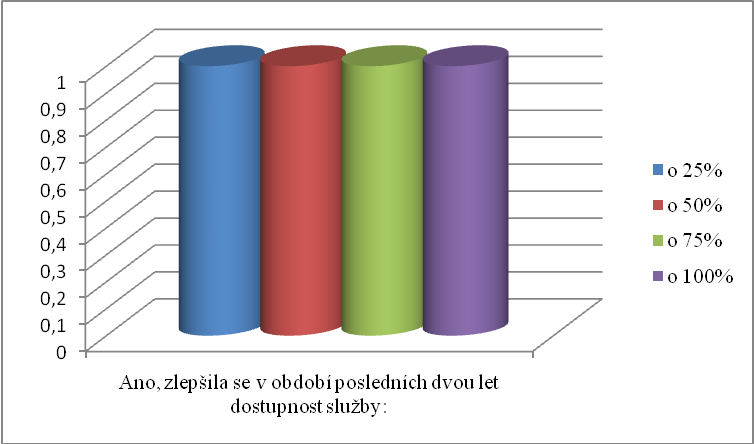 1
0,9
0,8
0,7
0,6
0,5
0,4
0,3
0,2
0,1
0
Ano, zlepšila se v období posledních dvou let
dostupnost služby:
o 25%
o 50%
o 75%
o 100%